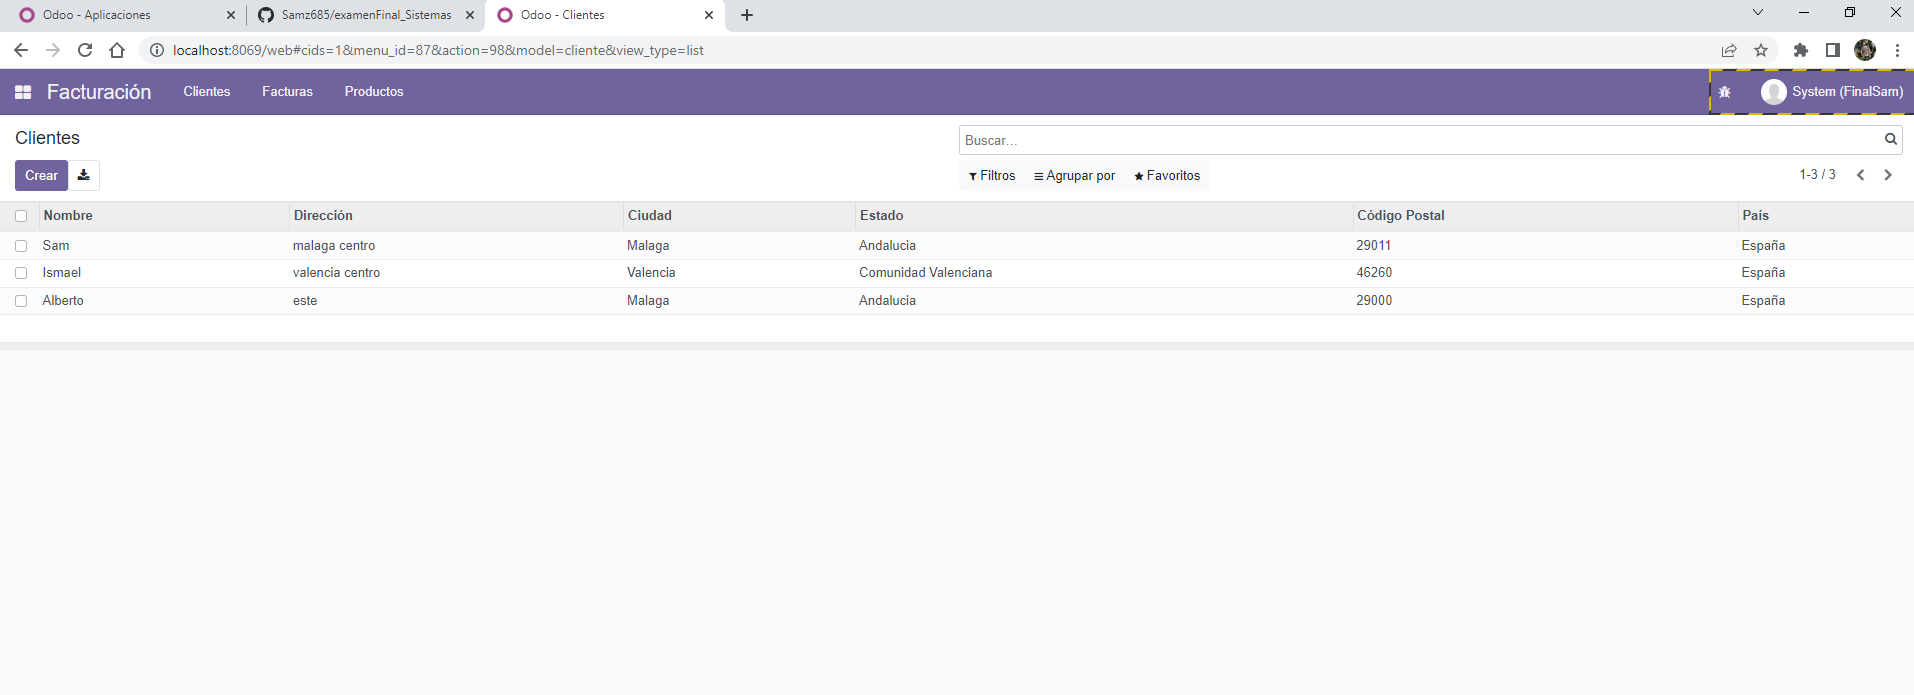 Odoo - Aplicaciones
Samz685/examenFinal_Sistemas
Odoo - Clientes
localhost:8069/web#cids=1&menu_id=87&action=98&model=cliente&view_type=list
Facturación Clientes Facturas Productos System (FinalSam)
Clientes
Buscar...
Crear
Filtros Agrupar por Favoritos 1-3 / 3
Nombre Dirección Ciudad Estado Código Postal País
Sam malaga centro Malaga Andalucia 29011 España
Ismael valencia centro Valencia Comunidad Valenciana 46260 España
Alberto este Malaga Andalucia 29000 España